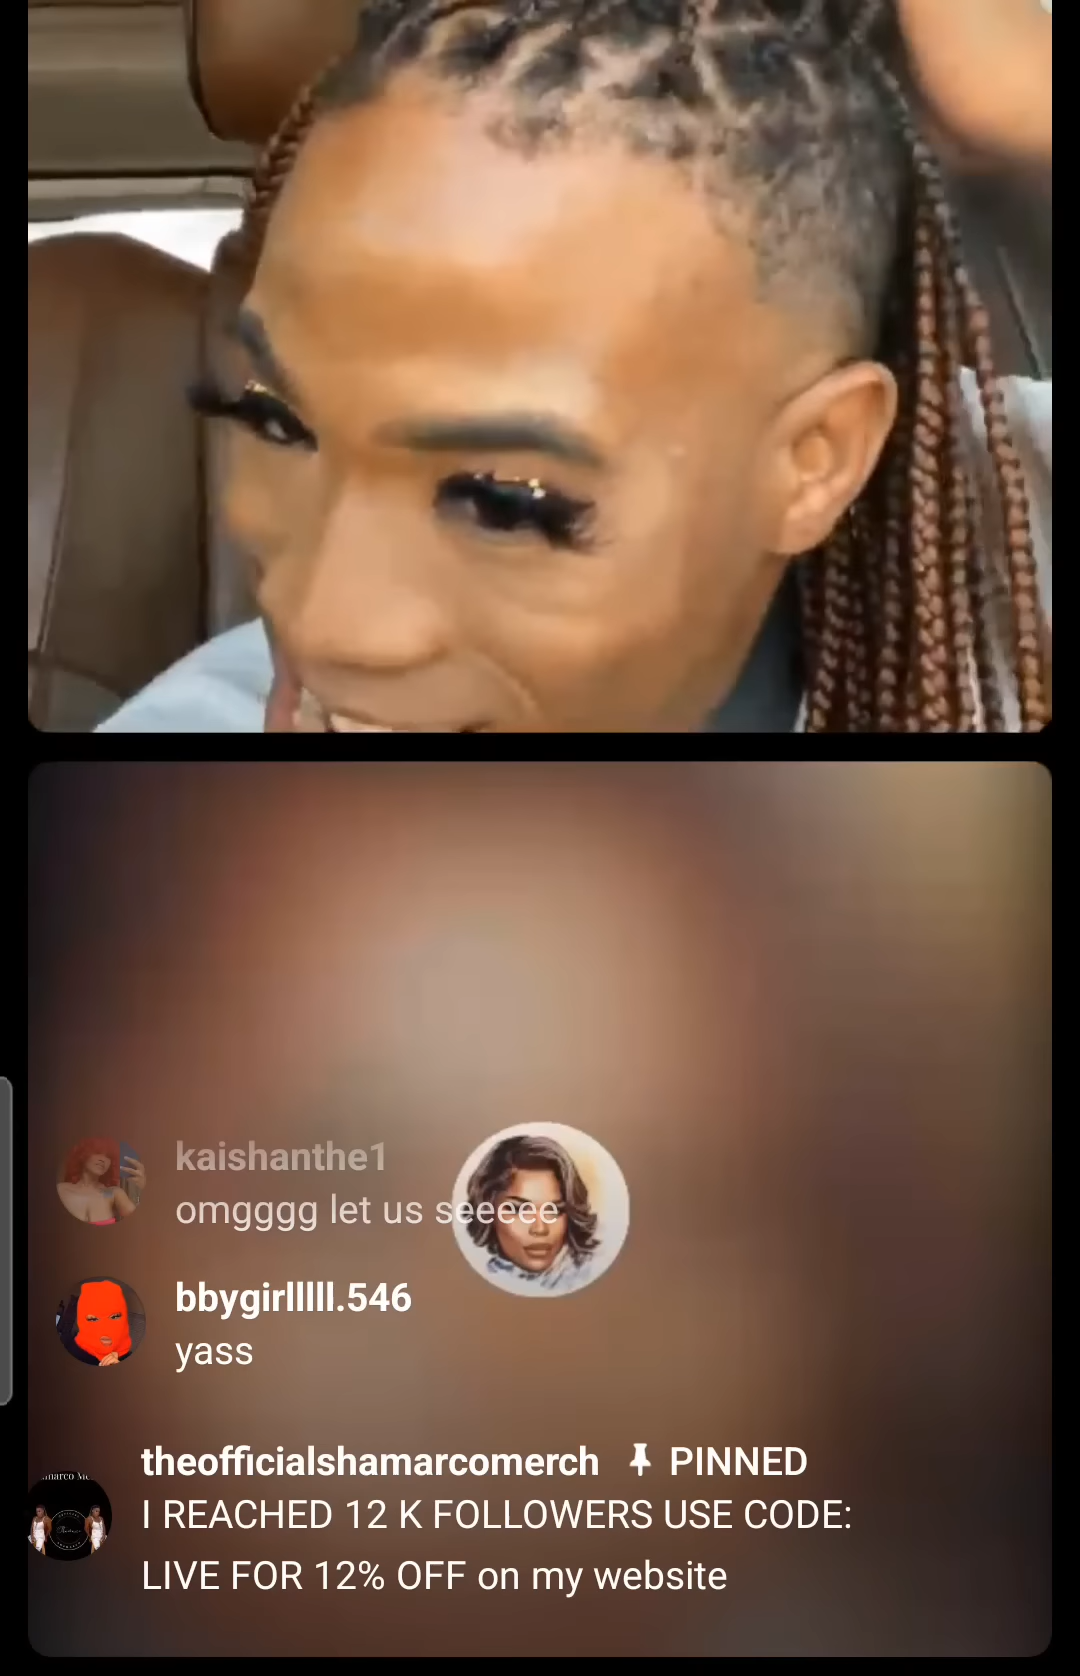 kaishanthe1
omgggg let us seeeee
bbygirlllll.546
yass
theofficialshamarcomerch PINNED
I REACHED 12 K FOLLOWERS USE CODE:
LIVE FOR 12% OFF on my website